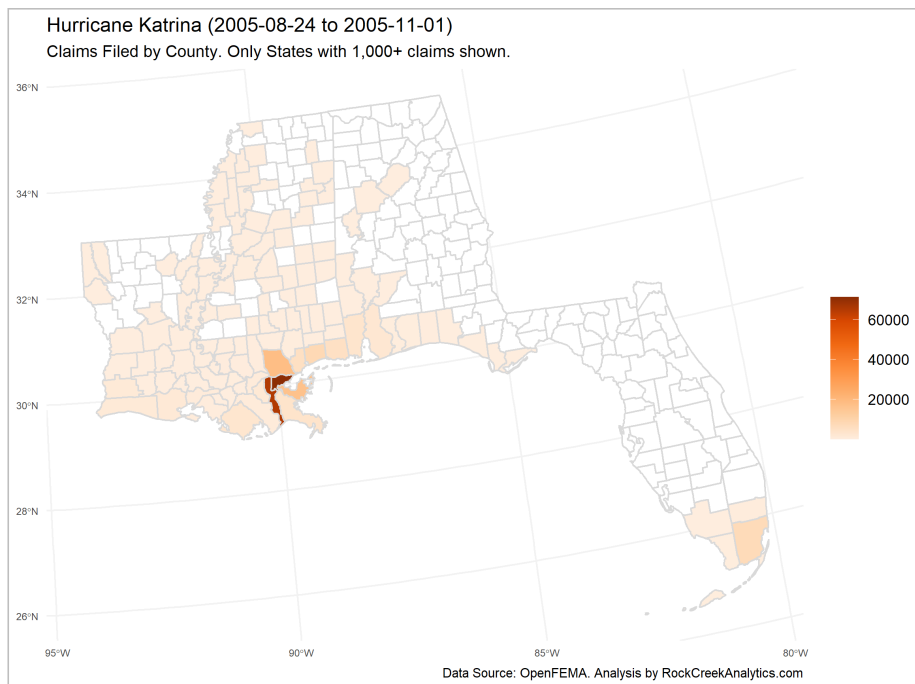 Hurricane Katrina (2005-08-24 to 2005-11-01)
Claims Filed by County. Only States with 1,000+ claims shown.
36°N
34°N
32°N
30°N
28°N
26°N
60000
40000
20000
95°W
90°W
85°W
80°W
Data Source: OpenFEMA. Analysis by RockCreekAnalytics.com